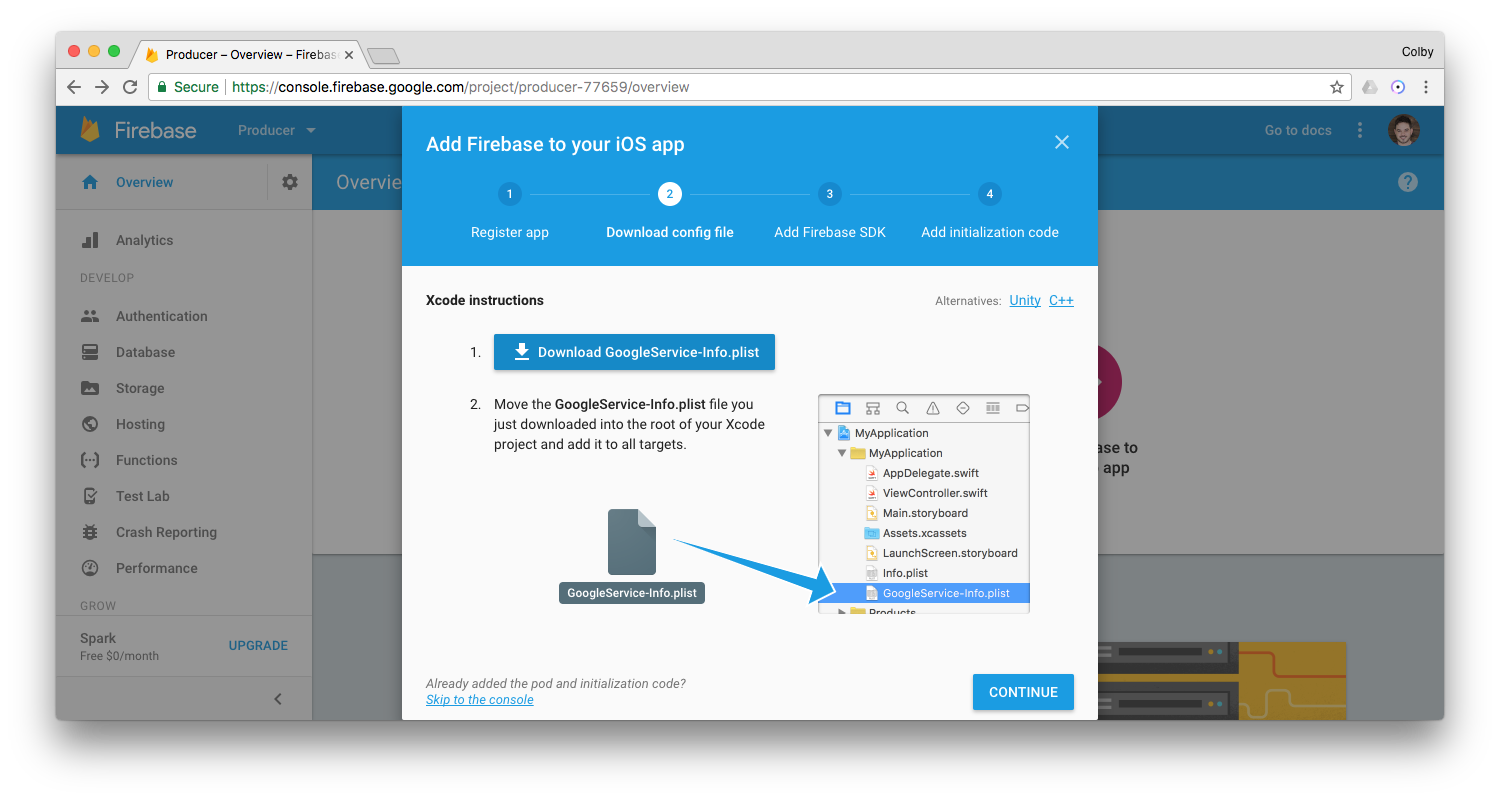 Producer – Overview – Firebas
Colby
Secure
https://console.firebase.google.com/project/producer-77659/overview
Firebase
Producer
Go to docs
Overview
Overvie
Analytics
DEVELOP
Authentication
Database
Storage
Hosting
Functions
Test Lab
Crash Reporting
Performance
GROW
Spark
Free $0/month
UPGRADE
Add Firebase to your iOS app
1
2
3
4
Register app
Download config file
Add Firebase SDK
Add initialization code
Xcode instructions
Alternatives: Unity C++
1. Download GoogleService-Info.plist
2. Move the GoogleService-Info.plist file you
just downloaded into the root of your Xcode
project and add it to all targets.
GoogleService-Info.plist
MyApplication
MyApplication
AppDelegate.swift
ViewController.swift
Main.storyboard
Assets.xcassets
LaunchScreen.storyboard
Info.plist
GoogleService-Info.plist
Products
Already added the pod and initialization code?
Skip to the console
CONTINUE
ase to
app